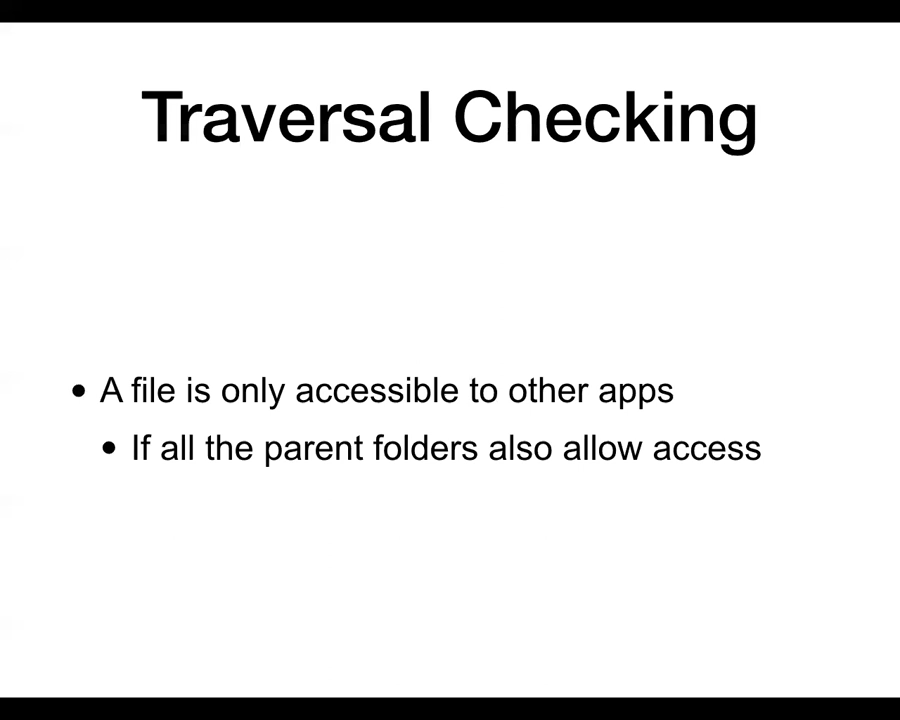 Traversal Checking
• A file is only accessible to other apps
• If all the parent folders also allow access